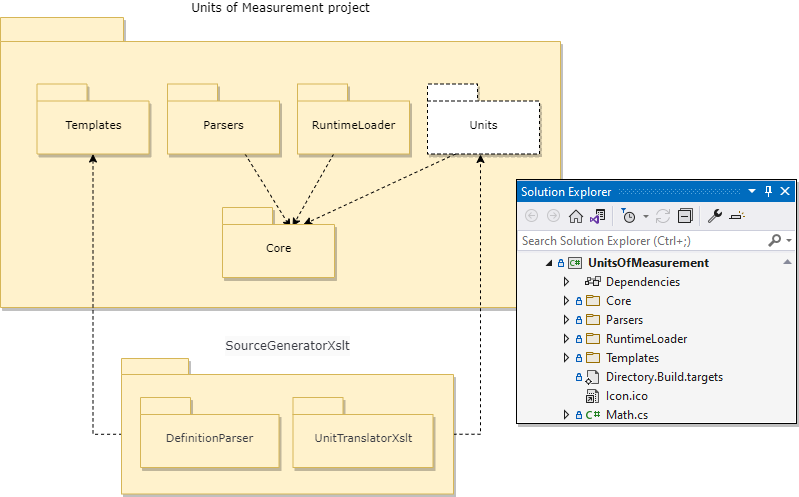 Units of Measurement project
Templates
Parsers
RuntimeLoader
Units
Core
SourceGeneratorXslt
DefinitionParser
UnitTranslatorXslt
Solution Explorer
Search Solution Explorer (Ctrl+;)
C# UnitsOfMeasurement
Dependencies
Core
Parsers
RuntimeLoader
Templates
Directory.Build.targets
Icon.ico
C# Math.cs